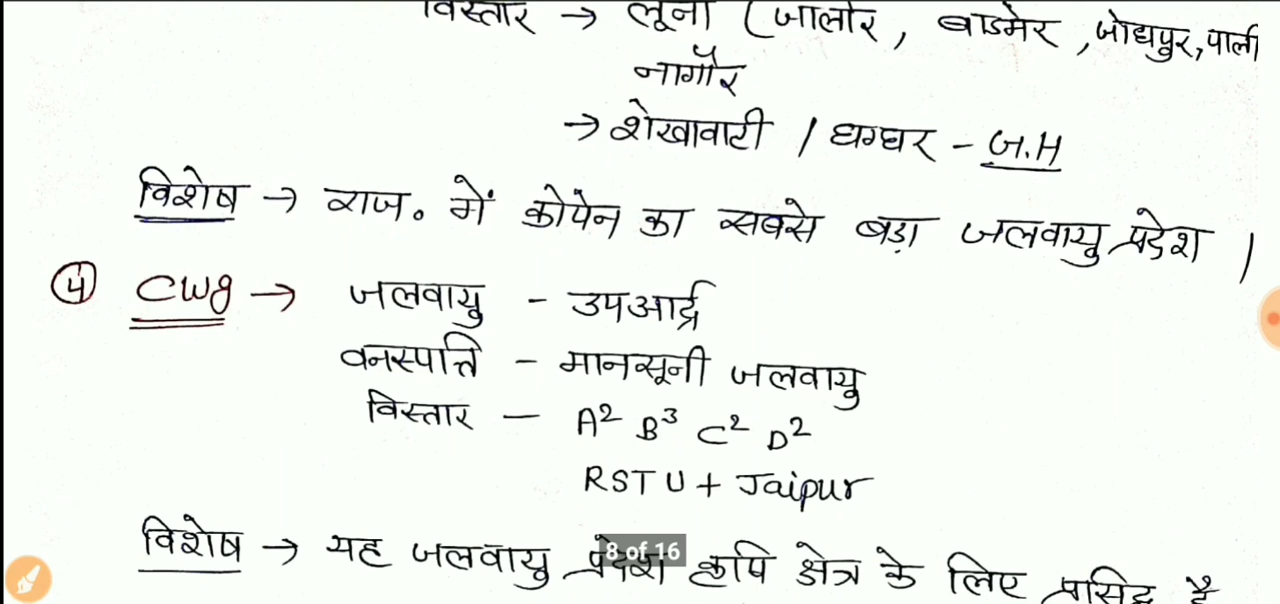 विस्तार → लूनी (जालोर, बाडमेर, जोधपुर, पाली
नागौर
→ शेखावाटी / घग्घर - ज.H
विशेष → राज. में कोपेन का सबसे बड़ा जलवायु प्रदेश |
④ Cwg → जलवायु - उपआर्द्र
वनस्पति - मानसूनी जलवायु
विस्तार - A² B³ C² D²
RSTU + Jaipur
विशेष → यह जलवायु प्रदेश कृषि क्षेत्र के लिए प्रसिद्ध है
8 of 16